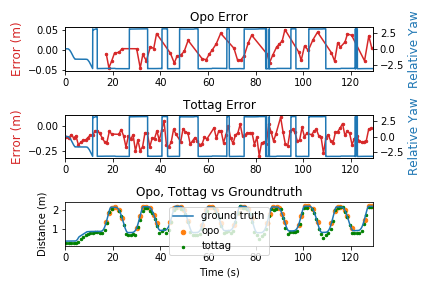 Opo Error
Error (m)
0.05
0.00
−0.05
2.5
0.0
−2.5
Relative Yaw
0 20 40 60 80 100 120
Tottag Error
Error (m)
0.00
−0.25
2.5
0.0
−2.5
Relative Yaw
0 20 40 60 80 100 120
Opo, Tottag vs Groundtruth
Distance (m)
2
1
ground truth
opo
tottag
0 20 40 60 80 100 120
Time (s)